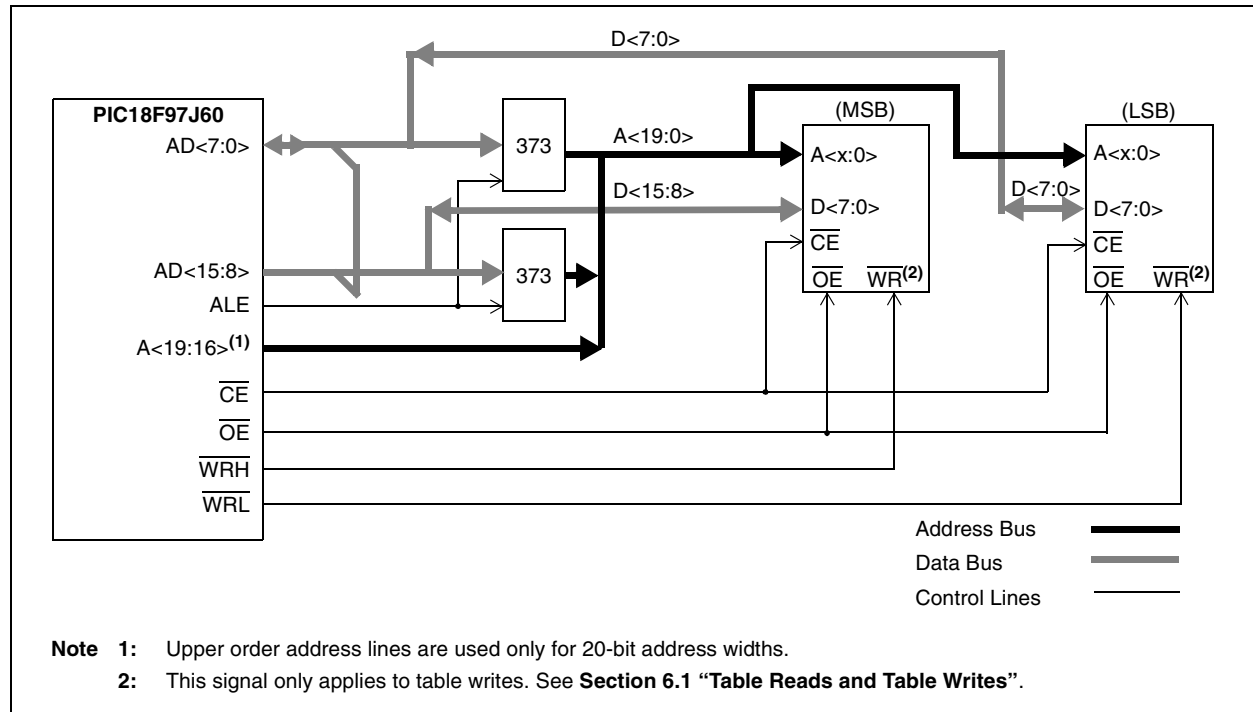 D<7:0>
PIC18F97J60
AD<7:0>
373
A<19:0>
(MSB)
A<x:0>
D<7:0>
CE
OE WR(2)
(LSB)
A<x:0>
D<7:0>
D<7:0>
CE
OE WR(2)
D<15:8>
AD<15:8>
373
ALE
A<19:16>(1)
CE
OE
WRH
WRL
Address Bus
Data Bus
Control Lines
Note 1: Upper order address lines are used only for 20-bit address widths.
2: This signal only applies to table writes. See Section 6.1 “Table Reads and Table Writes”.